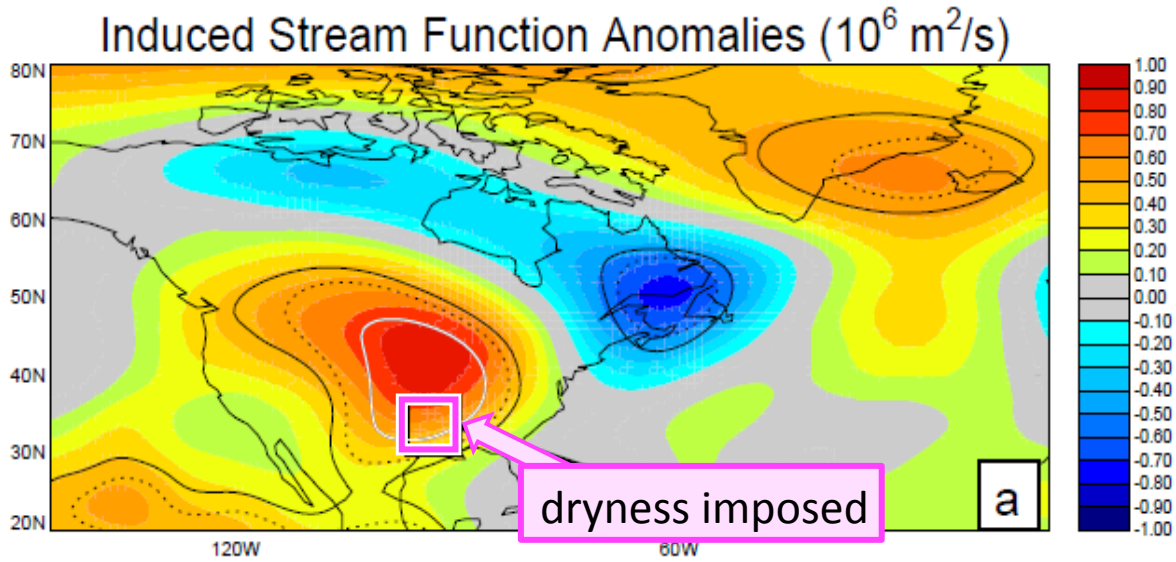 Induced Stream Function Anomalies (10⁶ m²/s)
80N
70N
60N
50N
40N
30N
20N
120W
60W
dryness imposed
a
1.00
0.90
0.80
0.70
0.60
0.50
0.40
0.30
0.20
0.10
0.00
-0.10
-0.20
-0.30
-0.40
-0.50
-0.60
-0.70
-0.80
-0.90
-1.00